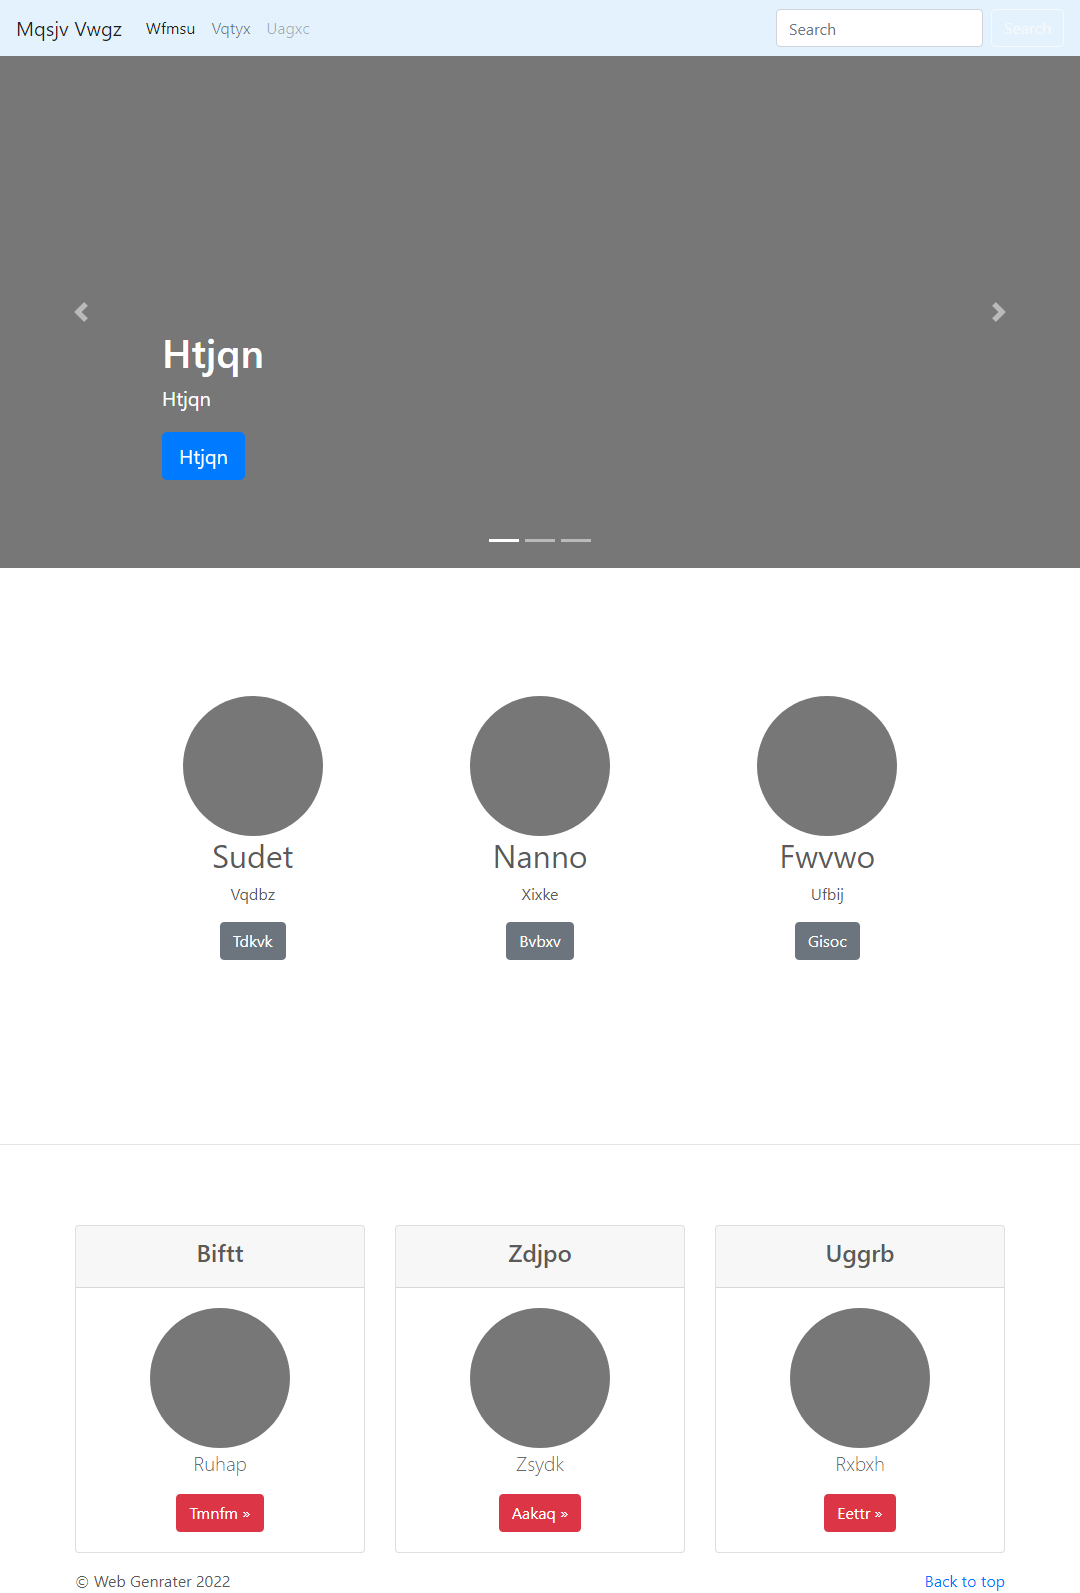 Mqsjv Vwgz Wfmsu Vqtyx Uagxc Search Search
Htjqn
Htjqn
Htjqn
Sudet Nanno Fwvwo
Vqdbz Xixke Ufbij
Tdkvk Bvbxv Gisoc
Biftt Zdjpo Uggrb
Ruhap Zsydk Rxbxh
Tmnfm » Aakaq » Eettr »
© Web Genrater 2022 Back to top